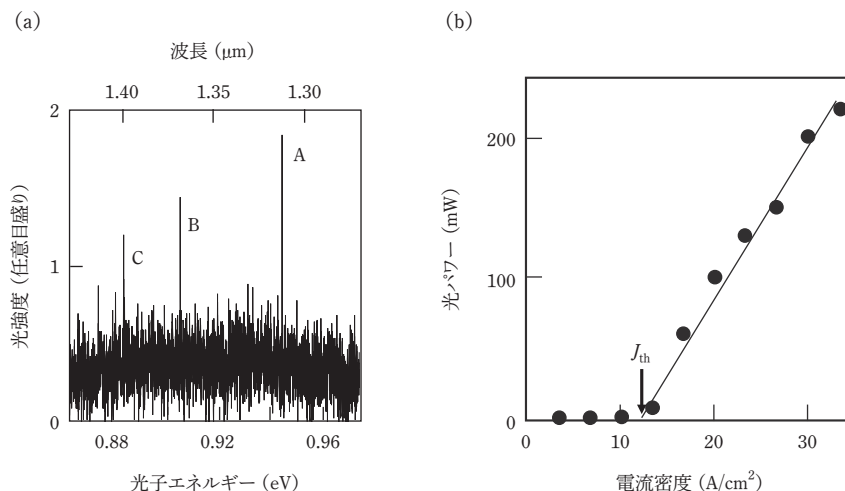 (a)
波長 (μm)
1.40 1.35 1.30
2
1
0
光強度 (任意目盛り)
A
B
C
0.88 0.92 0.96
光子エネルギー (eV)
(b)
200
100
0
光パワー (mW)
Jth
0 10 20 30
電流密度 (A/cm²)